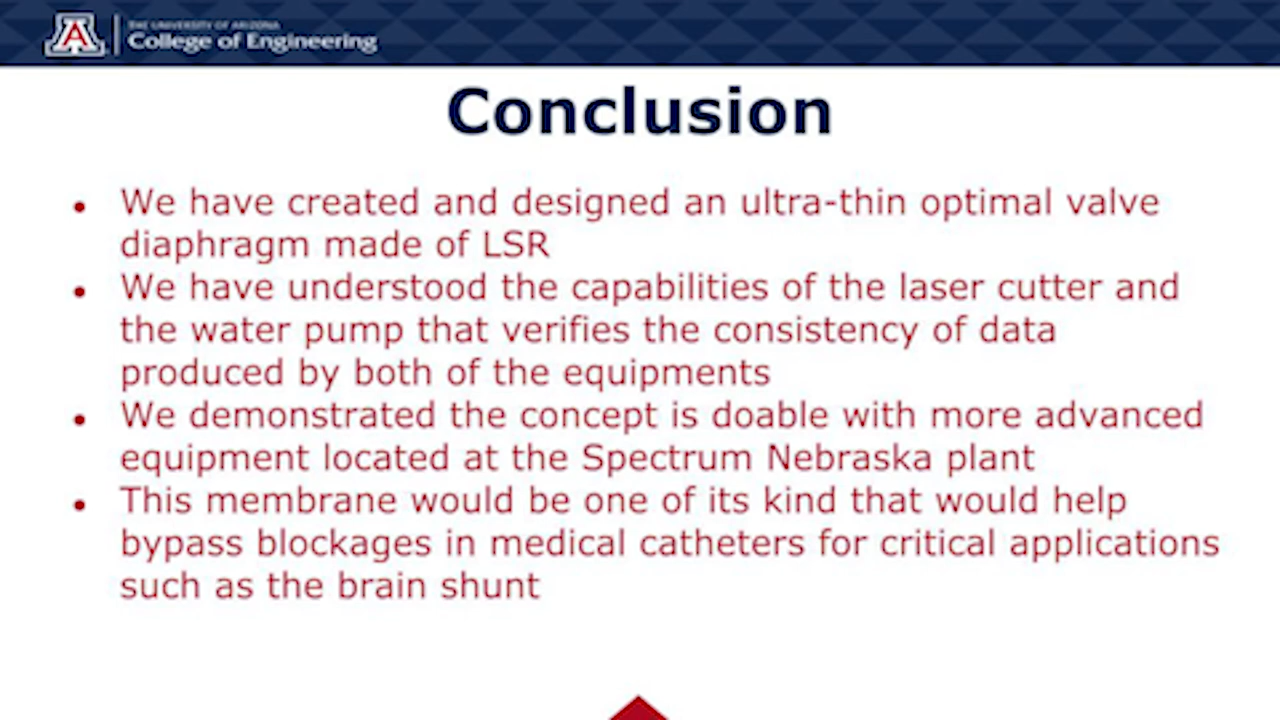 THE UNIVERSITY OF ARIZONA
College of Engineering
Conclusion
• We have created and designed an ultra-thin optimal valve
diaphragm made of LSR
• We have understood the capabilities of the laser cutter and
the water pump that verifies the consistency of data
produced by both of the equipments
• We demonstrated the concept is doable with more advanced
equipment located at the Spectrum Nebraska plant
• This membrane would be one of its kind that would help
bypass blockages in medical catheters for critical applications
such as the brain shunt